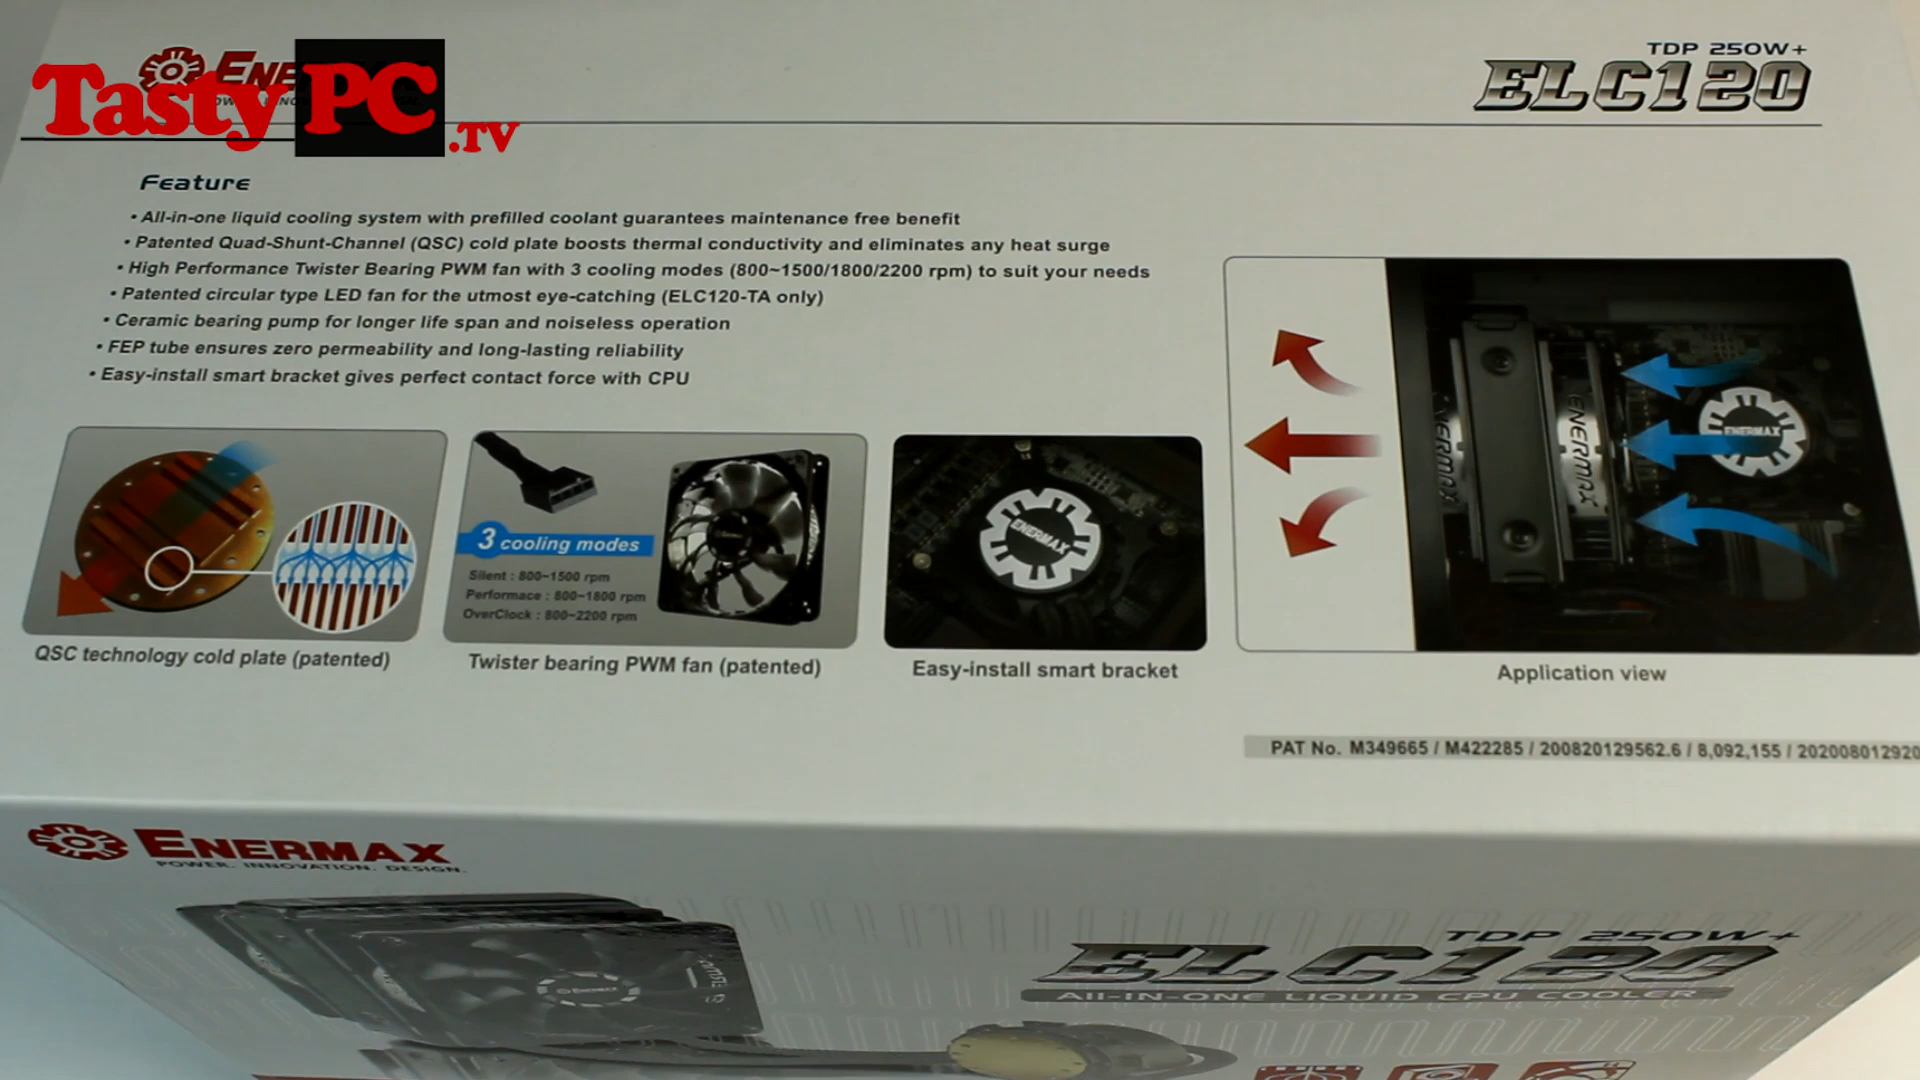 TastyPC.TV
TDP 250W+
ELC120
Feature
• All-in-one liquid cooling system with prefilled coolant guarantees maintenance free benefit
• Patented Quad-Shunt-Channel (QSC) cold plate boosts thermal conductivity and eliminates any heat surge
• High Performance Twister Bearing PWM fan with 3 cooling modes (800~1500/1800/2200 rpm) to suit your needs
• Patented circular type LED fan for the utmost eye-catching (ELC120-TA only)
• Ceramic bearing pump for longer life span and noiseless operation
• FEP tube ensures zero permeability and long-lasting reliability
• Easy-install smart bracket gives perfect contact force with CPU
3 cooling modes
Silent : 800~1500 rpm
Performace : 800~1800 rpm
OverClock : 800~2200 rpm
ENERMAX
ENERMAX
ENERMAX
ENERMAX
QSC technology cold plate (patented)
Twister bearing PWM fan (patented)
Easy-install smart bracket
Application view
PAT No. M349665 / M422285 / 200820129562.6 / 8,092,155 / 202008012920
ENERMAX
POWER. INNOVATION. DESIGN.
TDP 250W+
ELC120
All-IN-ONE LIQUID CPU COOLER
ENERMAX